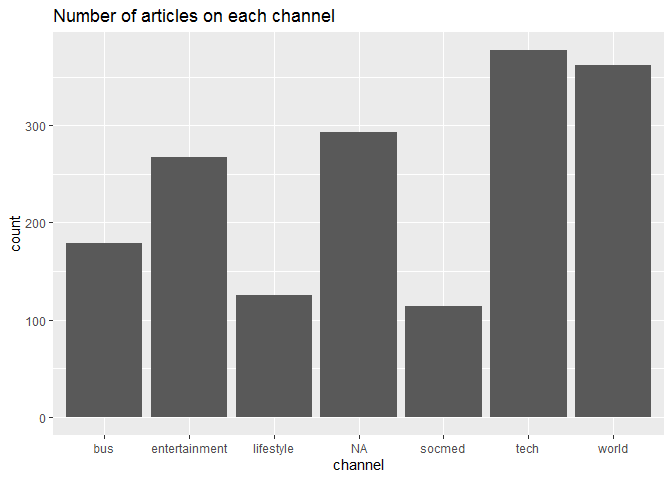 Number of articles on each channel
count
300
200
100
0
bus entertainment lifestyle NA socmed tech world
channel